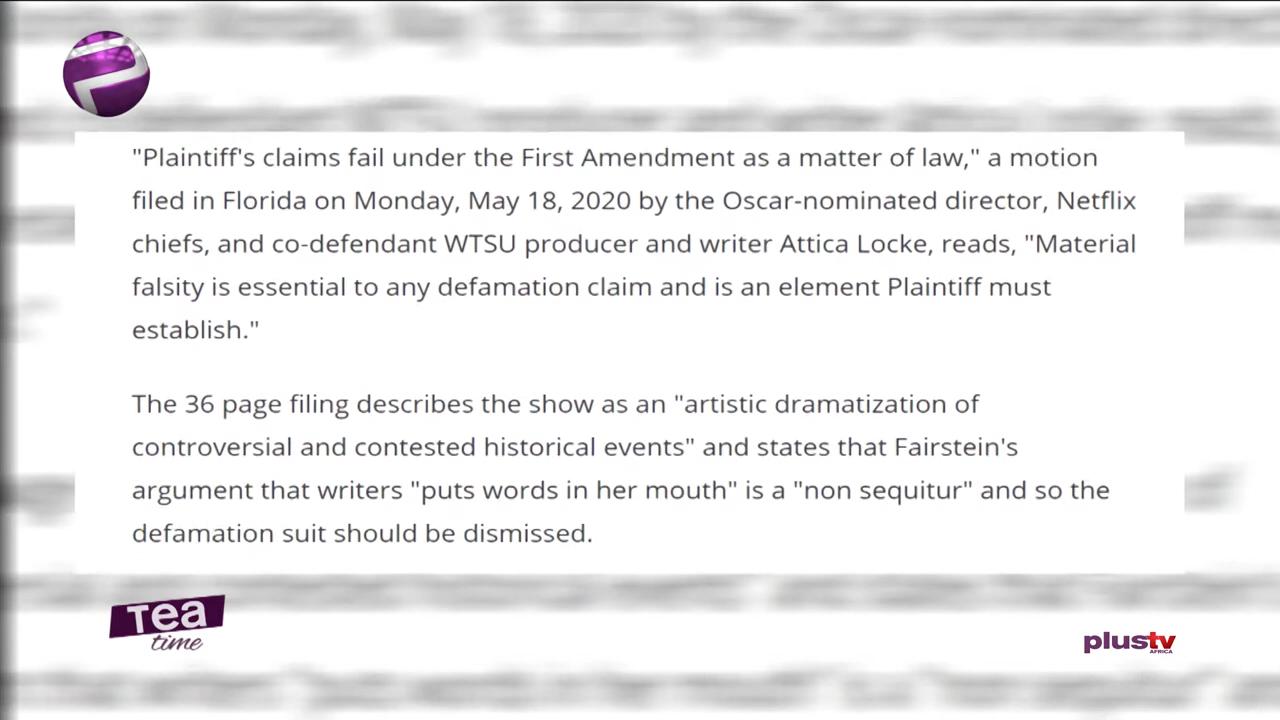 "Plaintiff's claims fail under the First Amendment as a matter of law," a motion
filed in Florida on Monday, May 18, 2020 by the Oscar-nominated director, Netflix
chiefs, and co-defendant WTSU producer and writer Attica Locke, reads, "Material
falsity is essential to any defamation claim and is an element Plaintiff must
establish."
The 36 page filing describes the show as an "artistic dramatization of
controversial and contested historical events" and states that Fairstein's
argument that writers "puts words in her mouth" is a "non sequitur" and so the
defamation suit should be dismissed.
Tea
time
plustv
AFRICA